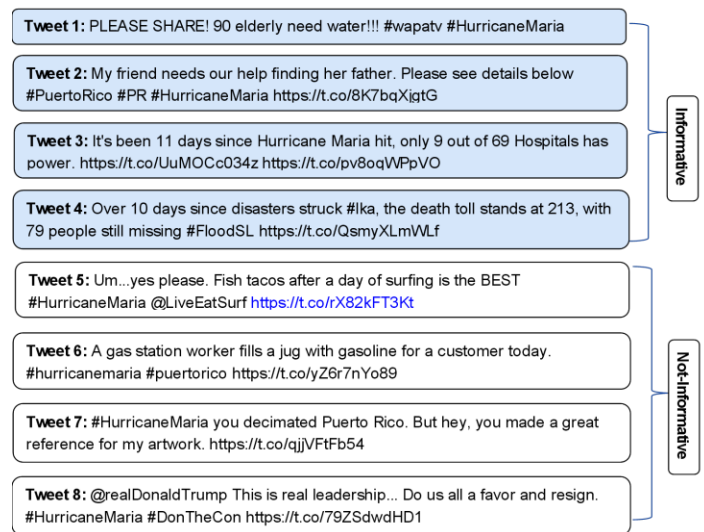 Tweet 1: PLEASE SHARE! 90 elderly need water!!! #wapatv #HurricaneMaria
Tweet 2: My friend needs our help finding her father. Please see details below
#PuertoRico #PR #HurricaneMaria https://t.co/8K7bqXjgtG
Tweet 3: It's been 11 days since Hurricane Maria hit, only 9 out of 69 Hospitals has
power. https://t.co/UuMOCc034z https://t.co/pv8oqWPpVO
Tweet 4: Over 10 days since disasters struck #lka, the death toll stands at 213, with
79 people still missing #FloodSL https://t.co/QsmyXLmWLf
Informative
Tweet 5: Um...yes please. Fish tacos after a day of surfing is the BEST
#HurricaneMaria @LiveEatSurf https://t.co/rX82kFT3Kt
Tweet 6: A gas station worker fills a jug with gasoline for a customer today.
#hurricanemaria #puertorico https://t.co/yZ6r7nYo89
Tweet 7: #HurricaneMaria you decimated Puerto Rico. But hey, you made a great
reference for my artwork. https://t.co/qjjVFtFb54
Tweet 8: @realDonaldTrump This is real leadership... Do us all a favor and resign.
#HurricaneMaria #DonTheCon https://t.co/79ZSdwdHD1
Not-Informative